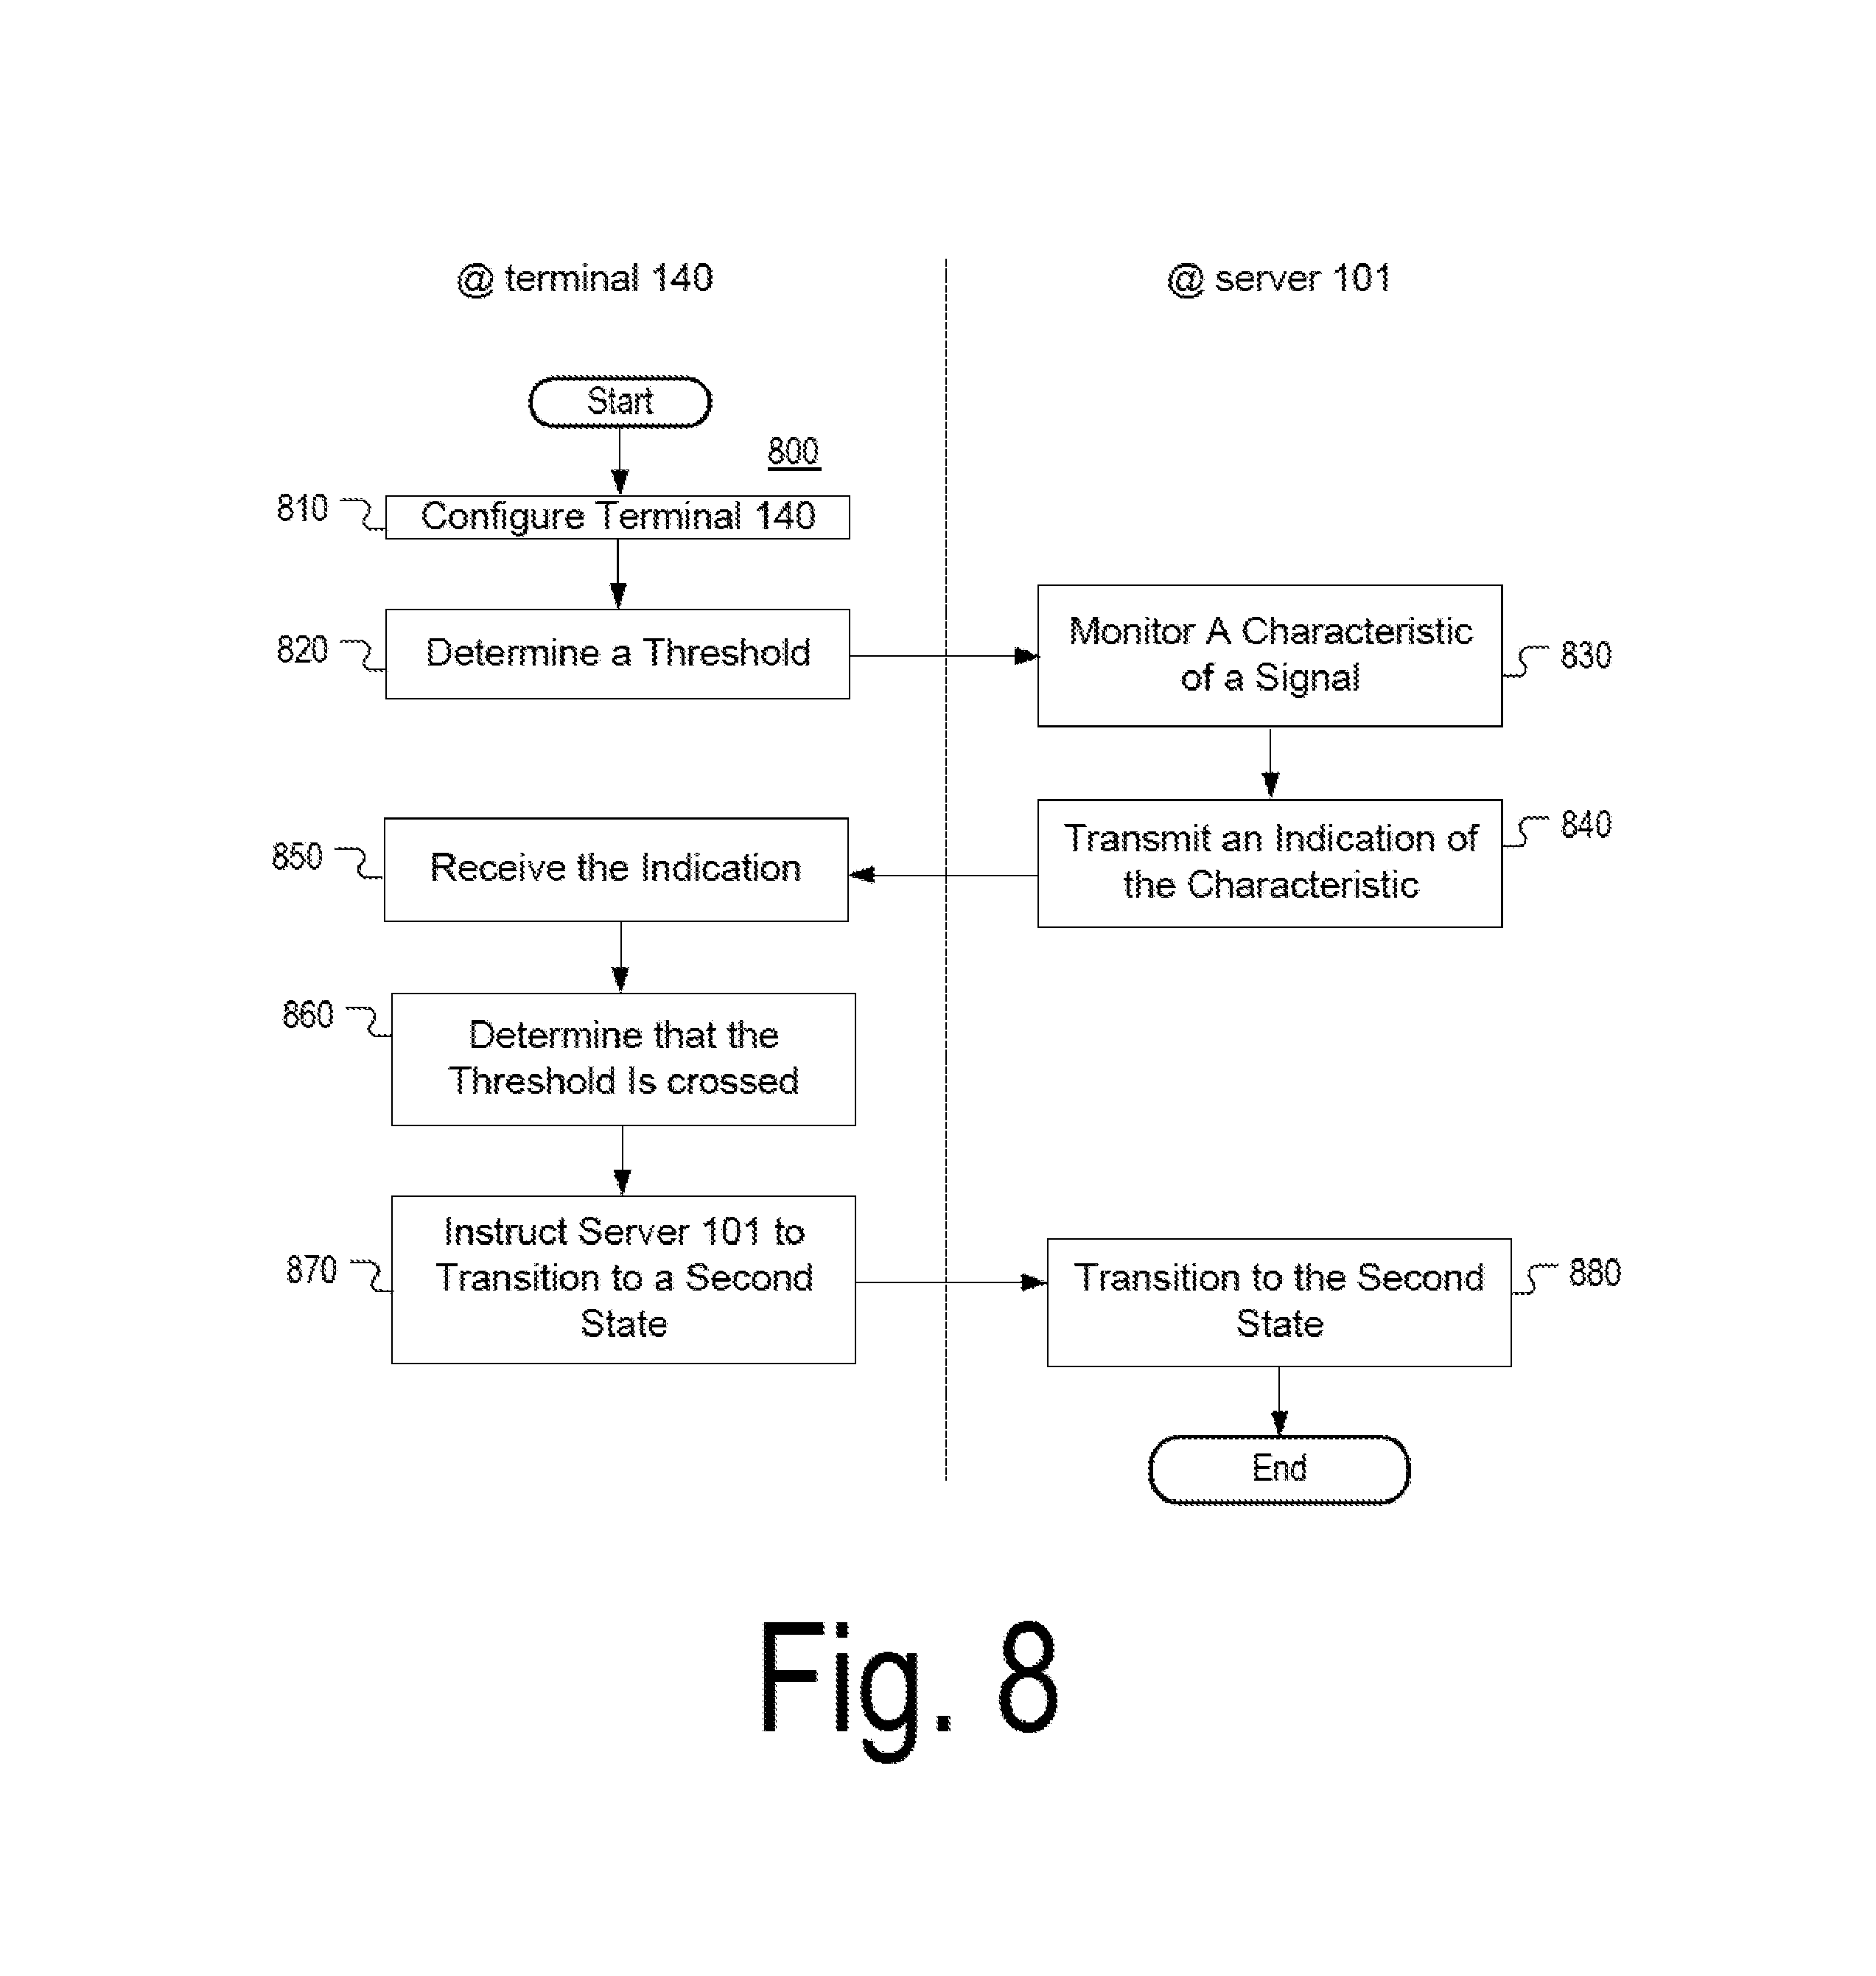 @ terminal 140
@ server 101
Start
800
810
Configure Terminal 140
820
Determine a Threshold
Monitor A Characteristic
of a Signal
830
Transmit an Indication of
the Characteristic
840
850
Receive the Indication
860
Determine that the
Threshold Is crossed
870
Instruct Server 101 to
Transition to a Second
State
Transition to the Second
State
880
End
Fig. 8